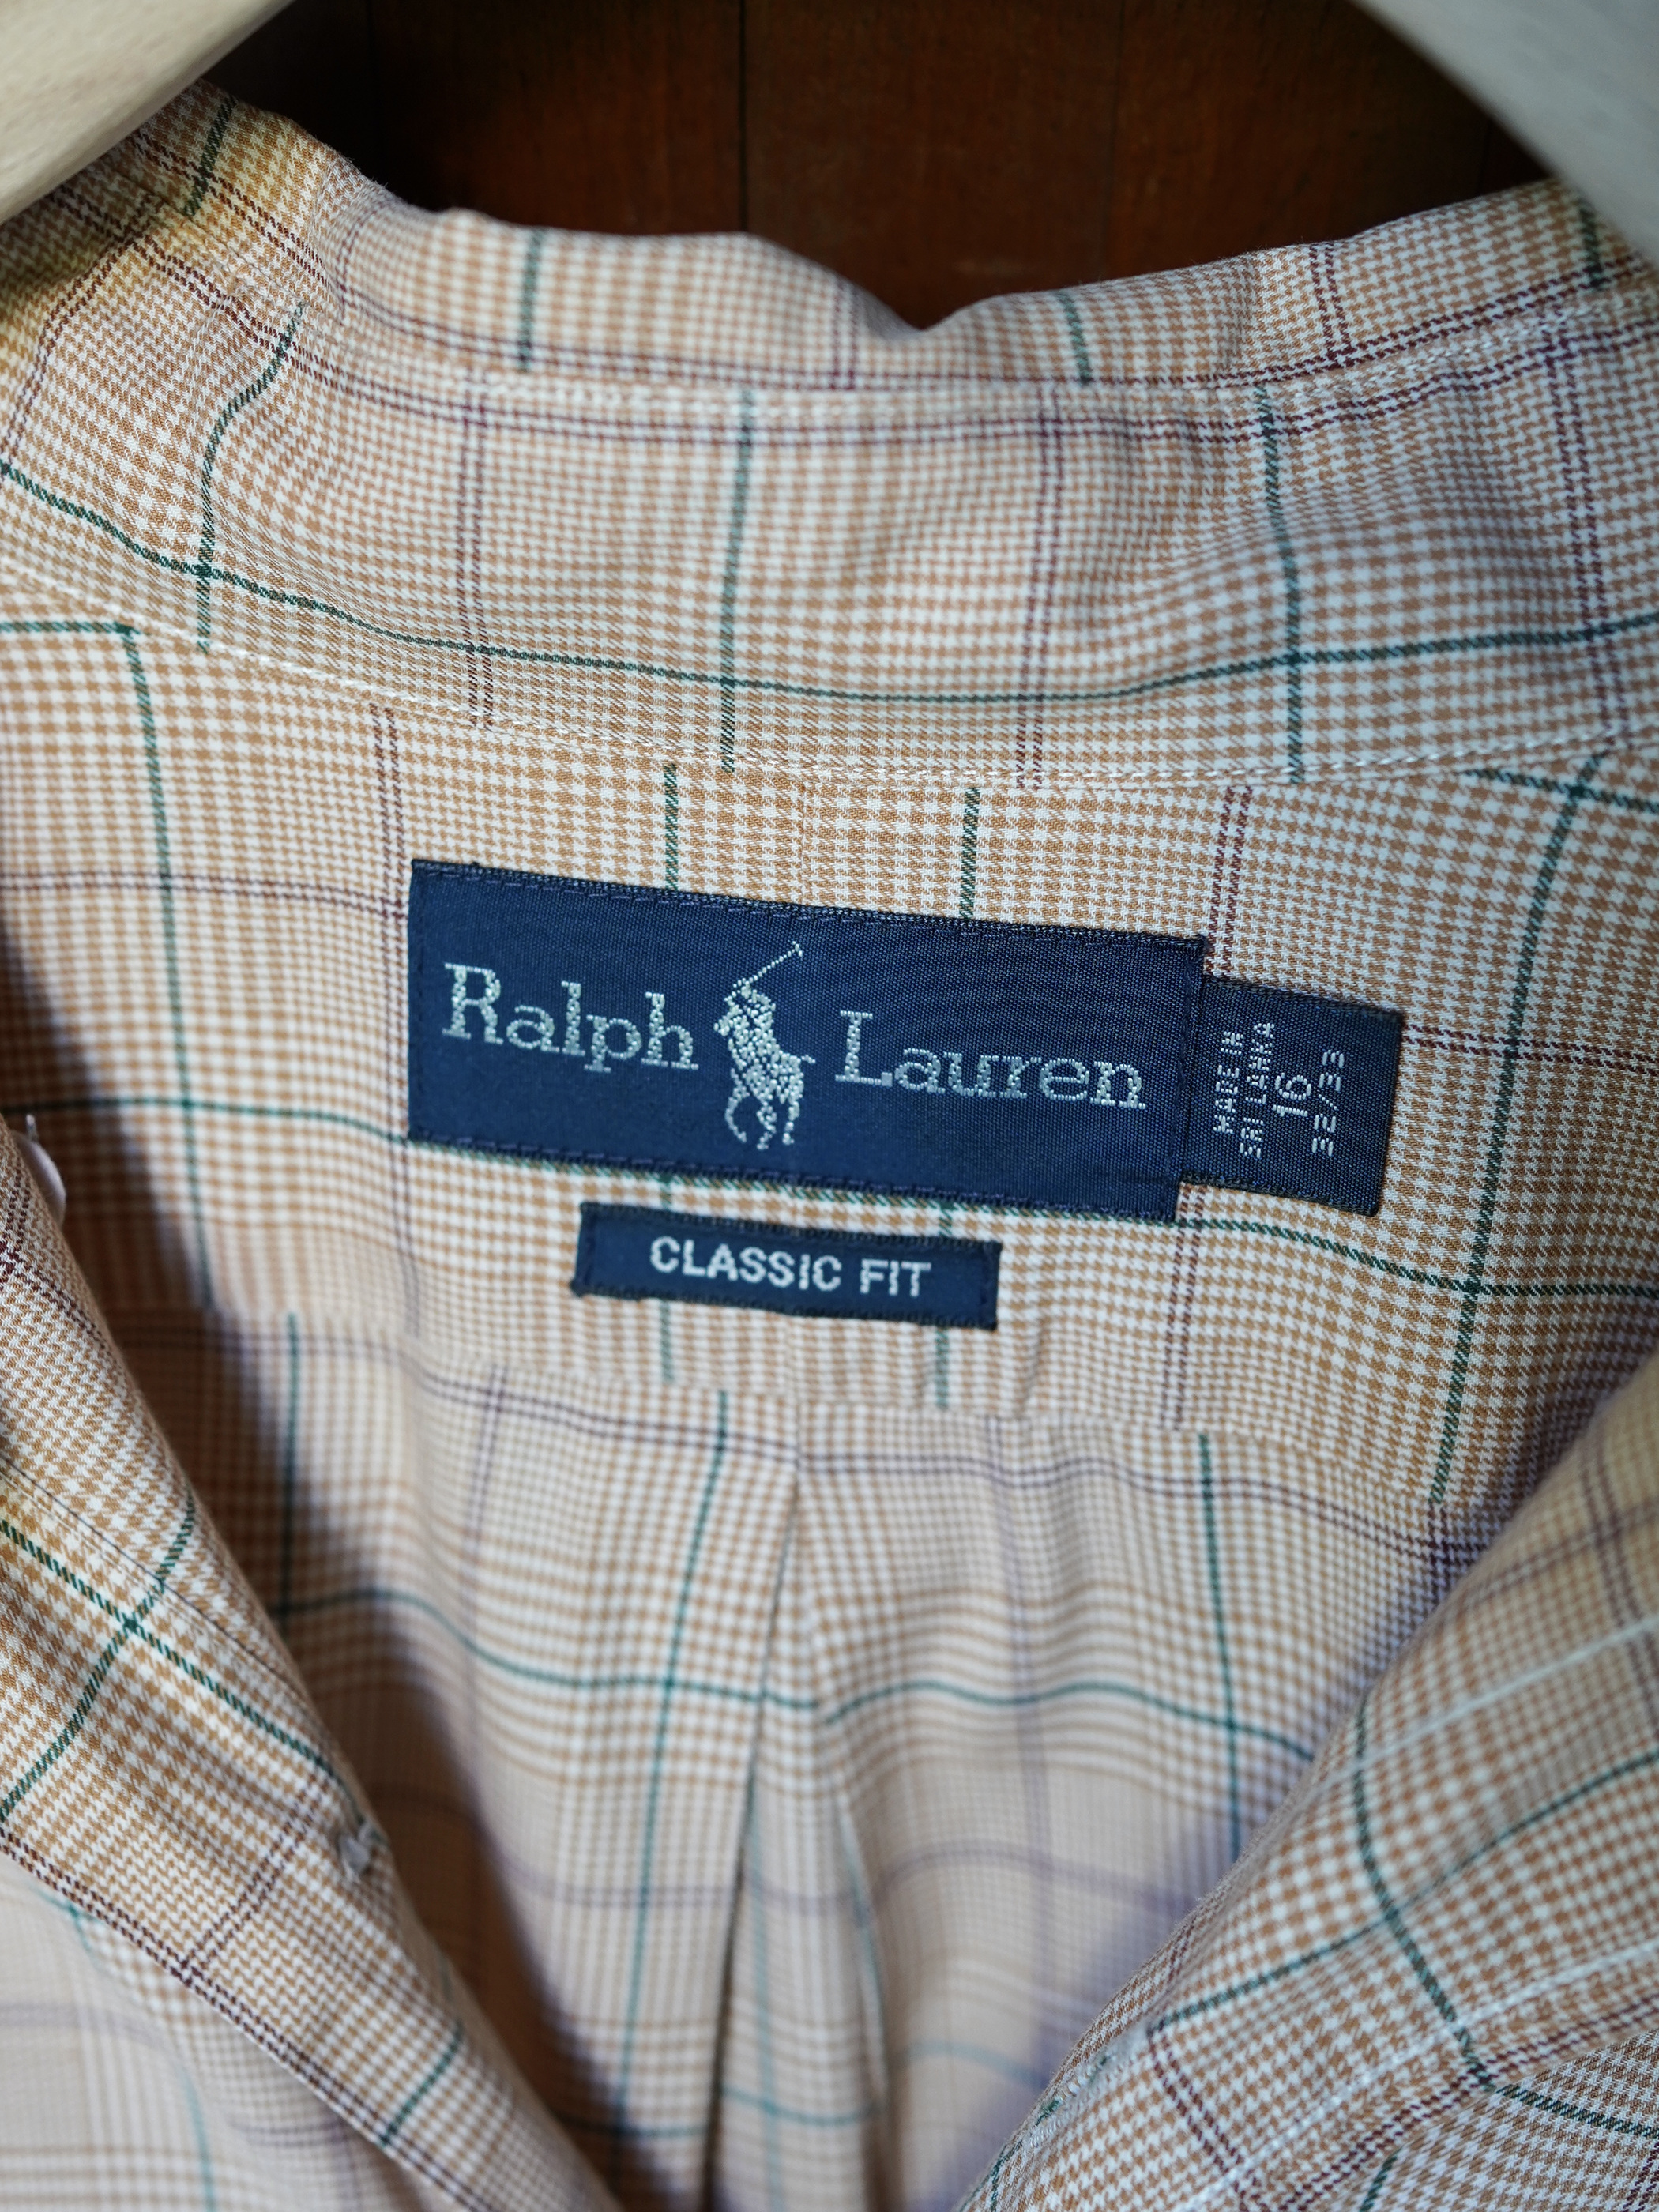 Ralph Lauren
MADE IN
SRI LANKA
16
32/33
CLASSIC FIT